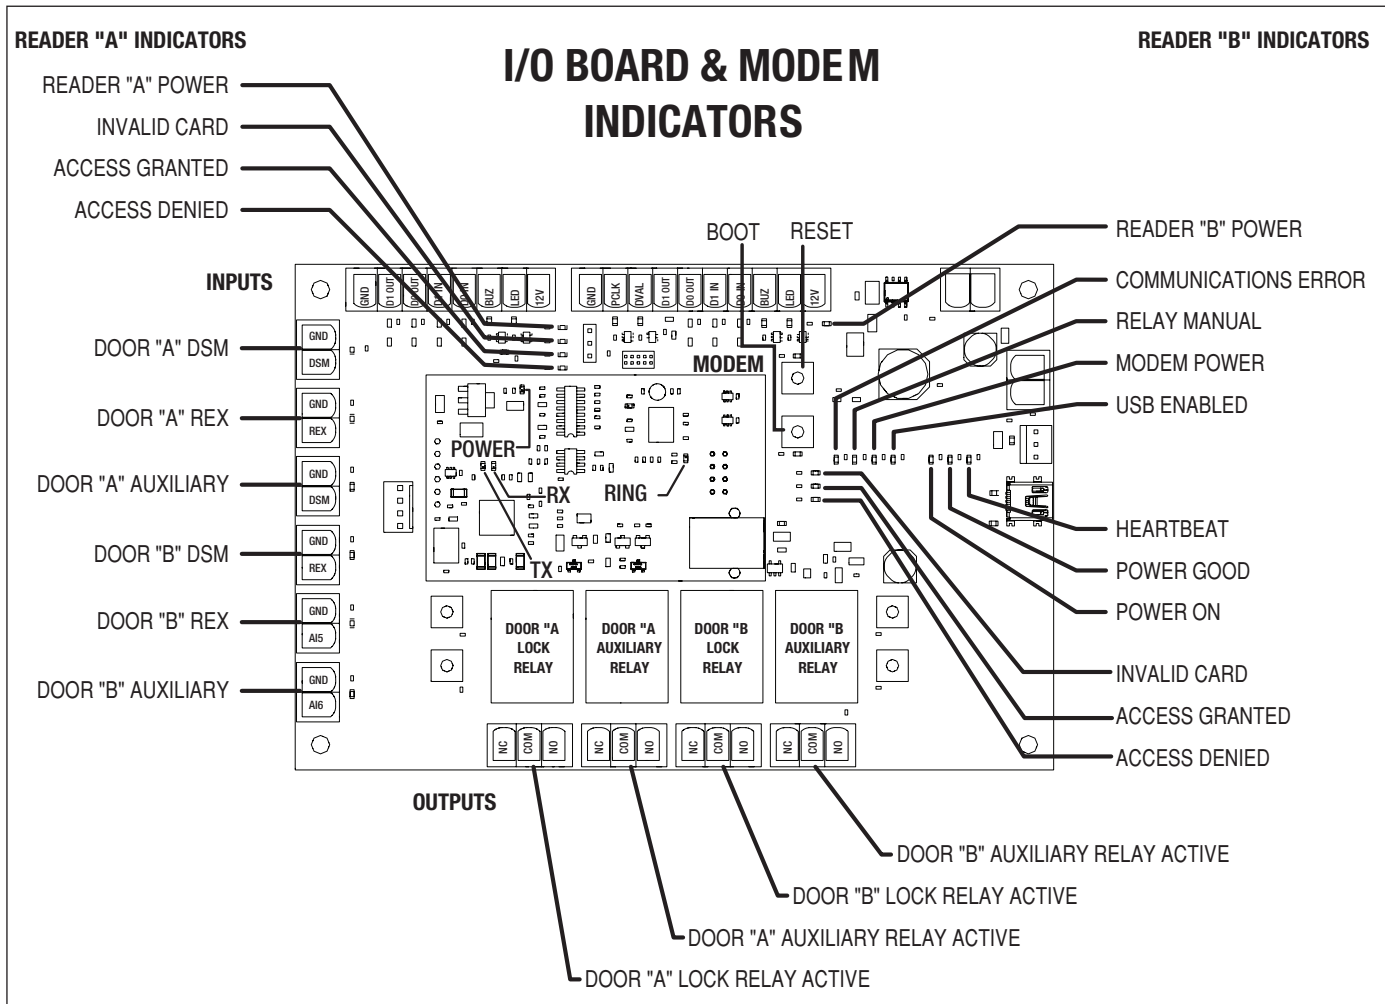 READER "A" INDICATORS
I/O BOARD & MODEM
INDICATORS
READER "B" INDICATORS
READER "A" POWER
INVALID CARD
ACCESS GRANTED
ACCESS DENIED
BOOT
RESET
READER "B" POWER
COMMUNICATIONS ERROR
RELAY MANUAL
MODEM POWER
USB ENABLED
INPUTS
GND
D1 OUT
D0 OUT
D1 IN
D0 IN
BUZ
LED
12V
GND
PCLK
DVAL
D1 OUT
D0 OUT
D1 IN
D0 IN
BUZ
LED
12V
DOOR "A" DSM
GND
DSM
DOOR "A" REX
GND
REX
DOOR "A" AUXILIARY
GND
DSM
DOOR "B" DSM
GND
REX
DOOR "B" REX
GND
AI5
DOOR "B" AUXILIARY
GND
AI6
MODEM
POWER
RX
RING
TX
HEARTBEAT
POWER GOOD
POWER ON
INVALID CARD
ACCESS GRANTED
ACCESS DENIED
DOOR "A
LOCK
RELAY
DOOR "A
AUXILIARY
RELAY
DOOR "B
LOCK
RELAY
DOOR "B
AUXILIARY
RELAY
NC
COM
NO
NC
COM
NO
NC
COM
NO
NC
COM
NO
OUTPUTS
DOOR "B" AUXILIARY RELAY ACTIVE
DOOR "B" LOCK RELAY ACTIVE
DOOR "A" AUXILIARY RELAY ACTIVE
DOOR "A" LOCK RELAY ACTIVE